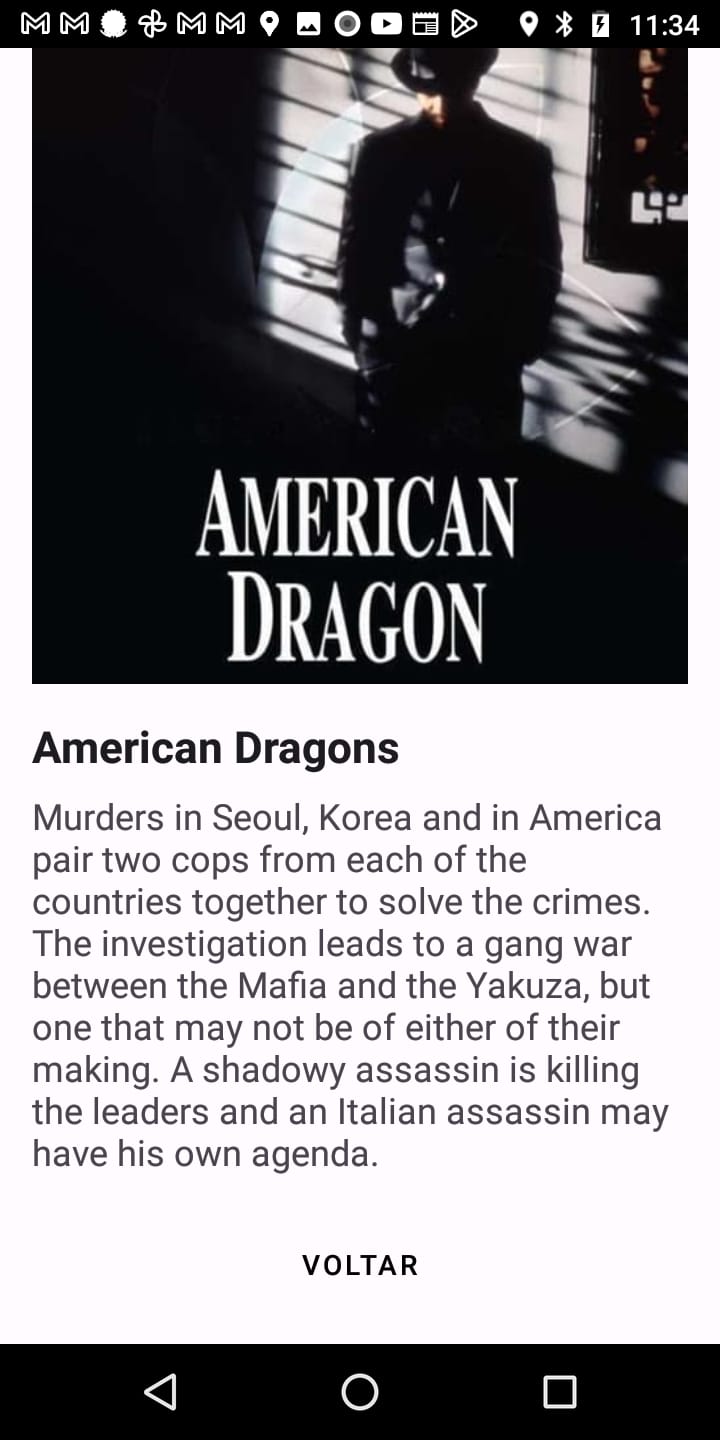 11:34
AMERICAN
DRAGON
American Dragons
Murders in Seoul, Korea and in America
pair two cops from each of the
countries together to solve the crimes.
The investigation leads to a gang war
between the Mafia and the Yakuza, but
one that may not be of either of their
making. A shadowy assassin is killing
the leaders and an Italian assassin may
have his own agenda.
VOLTAR